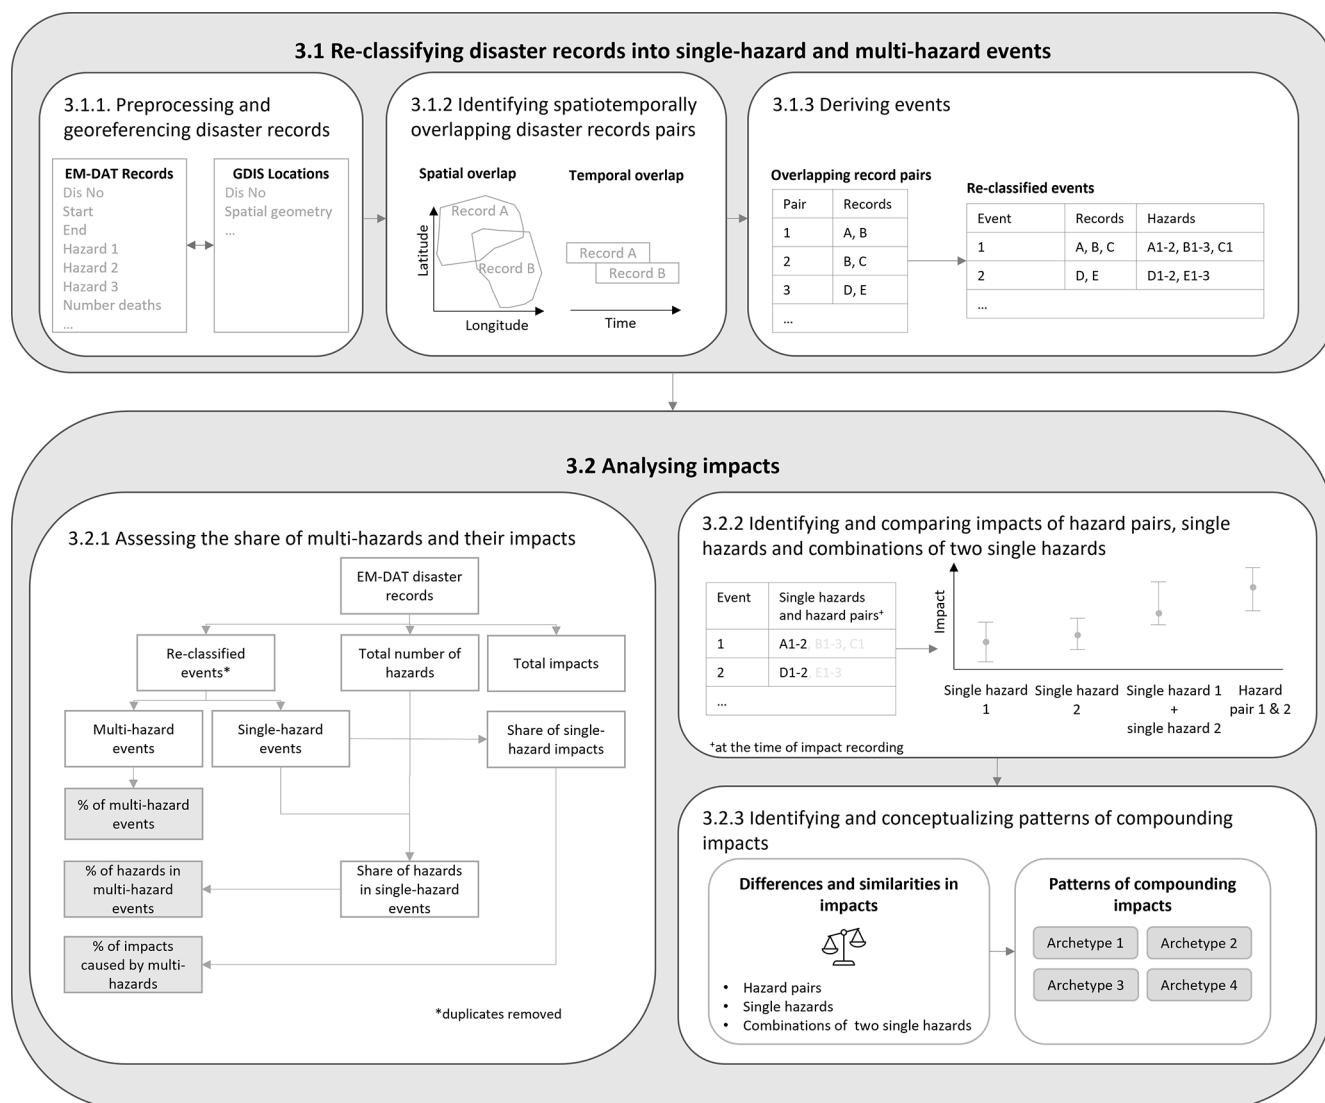 3.1 Re-classifying disaster records into single-hazard and multi-hazard events
3.1.1. Preprocessing and
georeferencing disaster records
EM-DAT Records
Dis No
Start
End
Hazard 1
Hazard 2
Hazard 3
Number deaths
...
GDIS Locations
Dis No
Spatial geometry
...
3.1.2 Identifying spatiotemporally
overlapping disaster records pairs
Spatial overlap
Record A
Record B
Latitude
Longitude
Temporal overlap
Record A
Record B
Time
3.1.3 Deriving events
Overlapping record pairs
Pair Records
1 A, B
2 B, C
3 D, E
...
Re-classified events
Event Records Hazards
1 A, B, C A1-2, B1-3, C1
2 D, E D1-2, E1-3
...
3.2 Analysing impacts
3.2.1 Assessing the share of multi-hazards and their impacts
EM-DAT disaster
records
Re-classified
events*
Total number of
hazards
Total impacts
Multi-hazard
events
Single-hazard
events
Share of single-
hazard impacts
% of multi-hazard
events
% of hazards in
multi-hazard
events
Share of hazards
in single-hazard
events
% of impacts
caused by multi-
hazards
*duplicates removed
3.2.2 Identifying and comparing impacts of hazard pairs, single
hazards and combinations of two single hazards
Event Single hazards
and hazard pairs+
1 A1-2, B1-3, C1
2 D1-2, E1-3
...
+at the time of impact recording
Impact
Single hazard
1
Single hazard
2
Single hazard 1
+
single hazard 2
Hazard
pair 1 & 2
3.2.3 Identifying and conceptualizing patterns of compounding
impacts
Differences and similarities in
impacts
• Hazard pairs
• Single hazards
• Combinations of two single hazards
Patterns of compounding
impacts
Archetype 1
Archetype 2
Archetype 3
Archetype 4